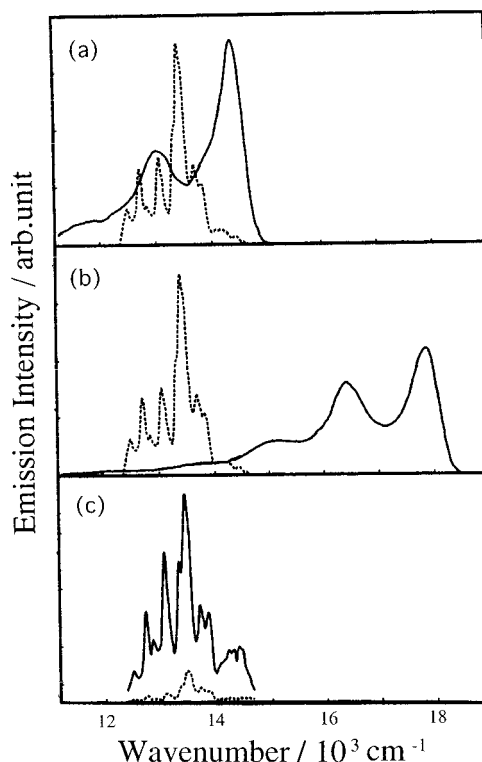 (a)
(b)
(c)
Emission Intensity / arb.unit
12 14 16 18
Wavenumber / 10³ cm⁻¹